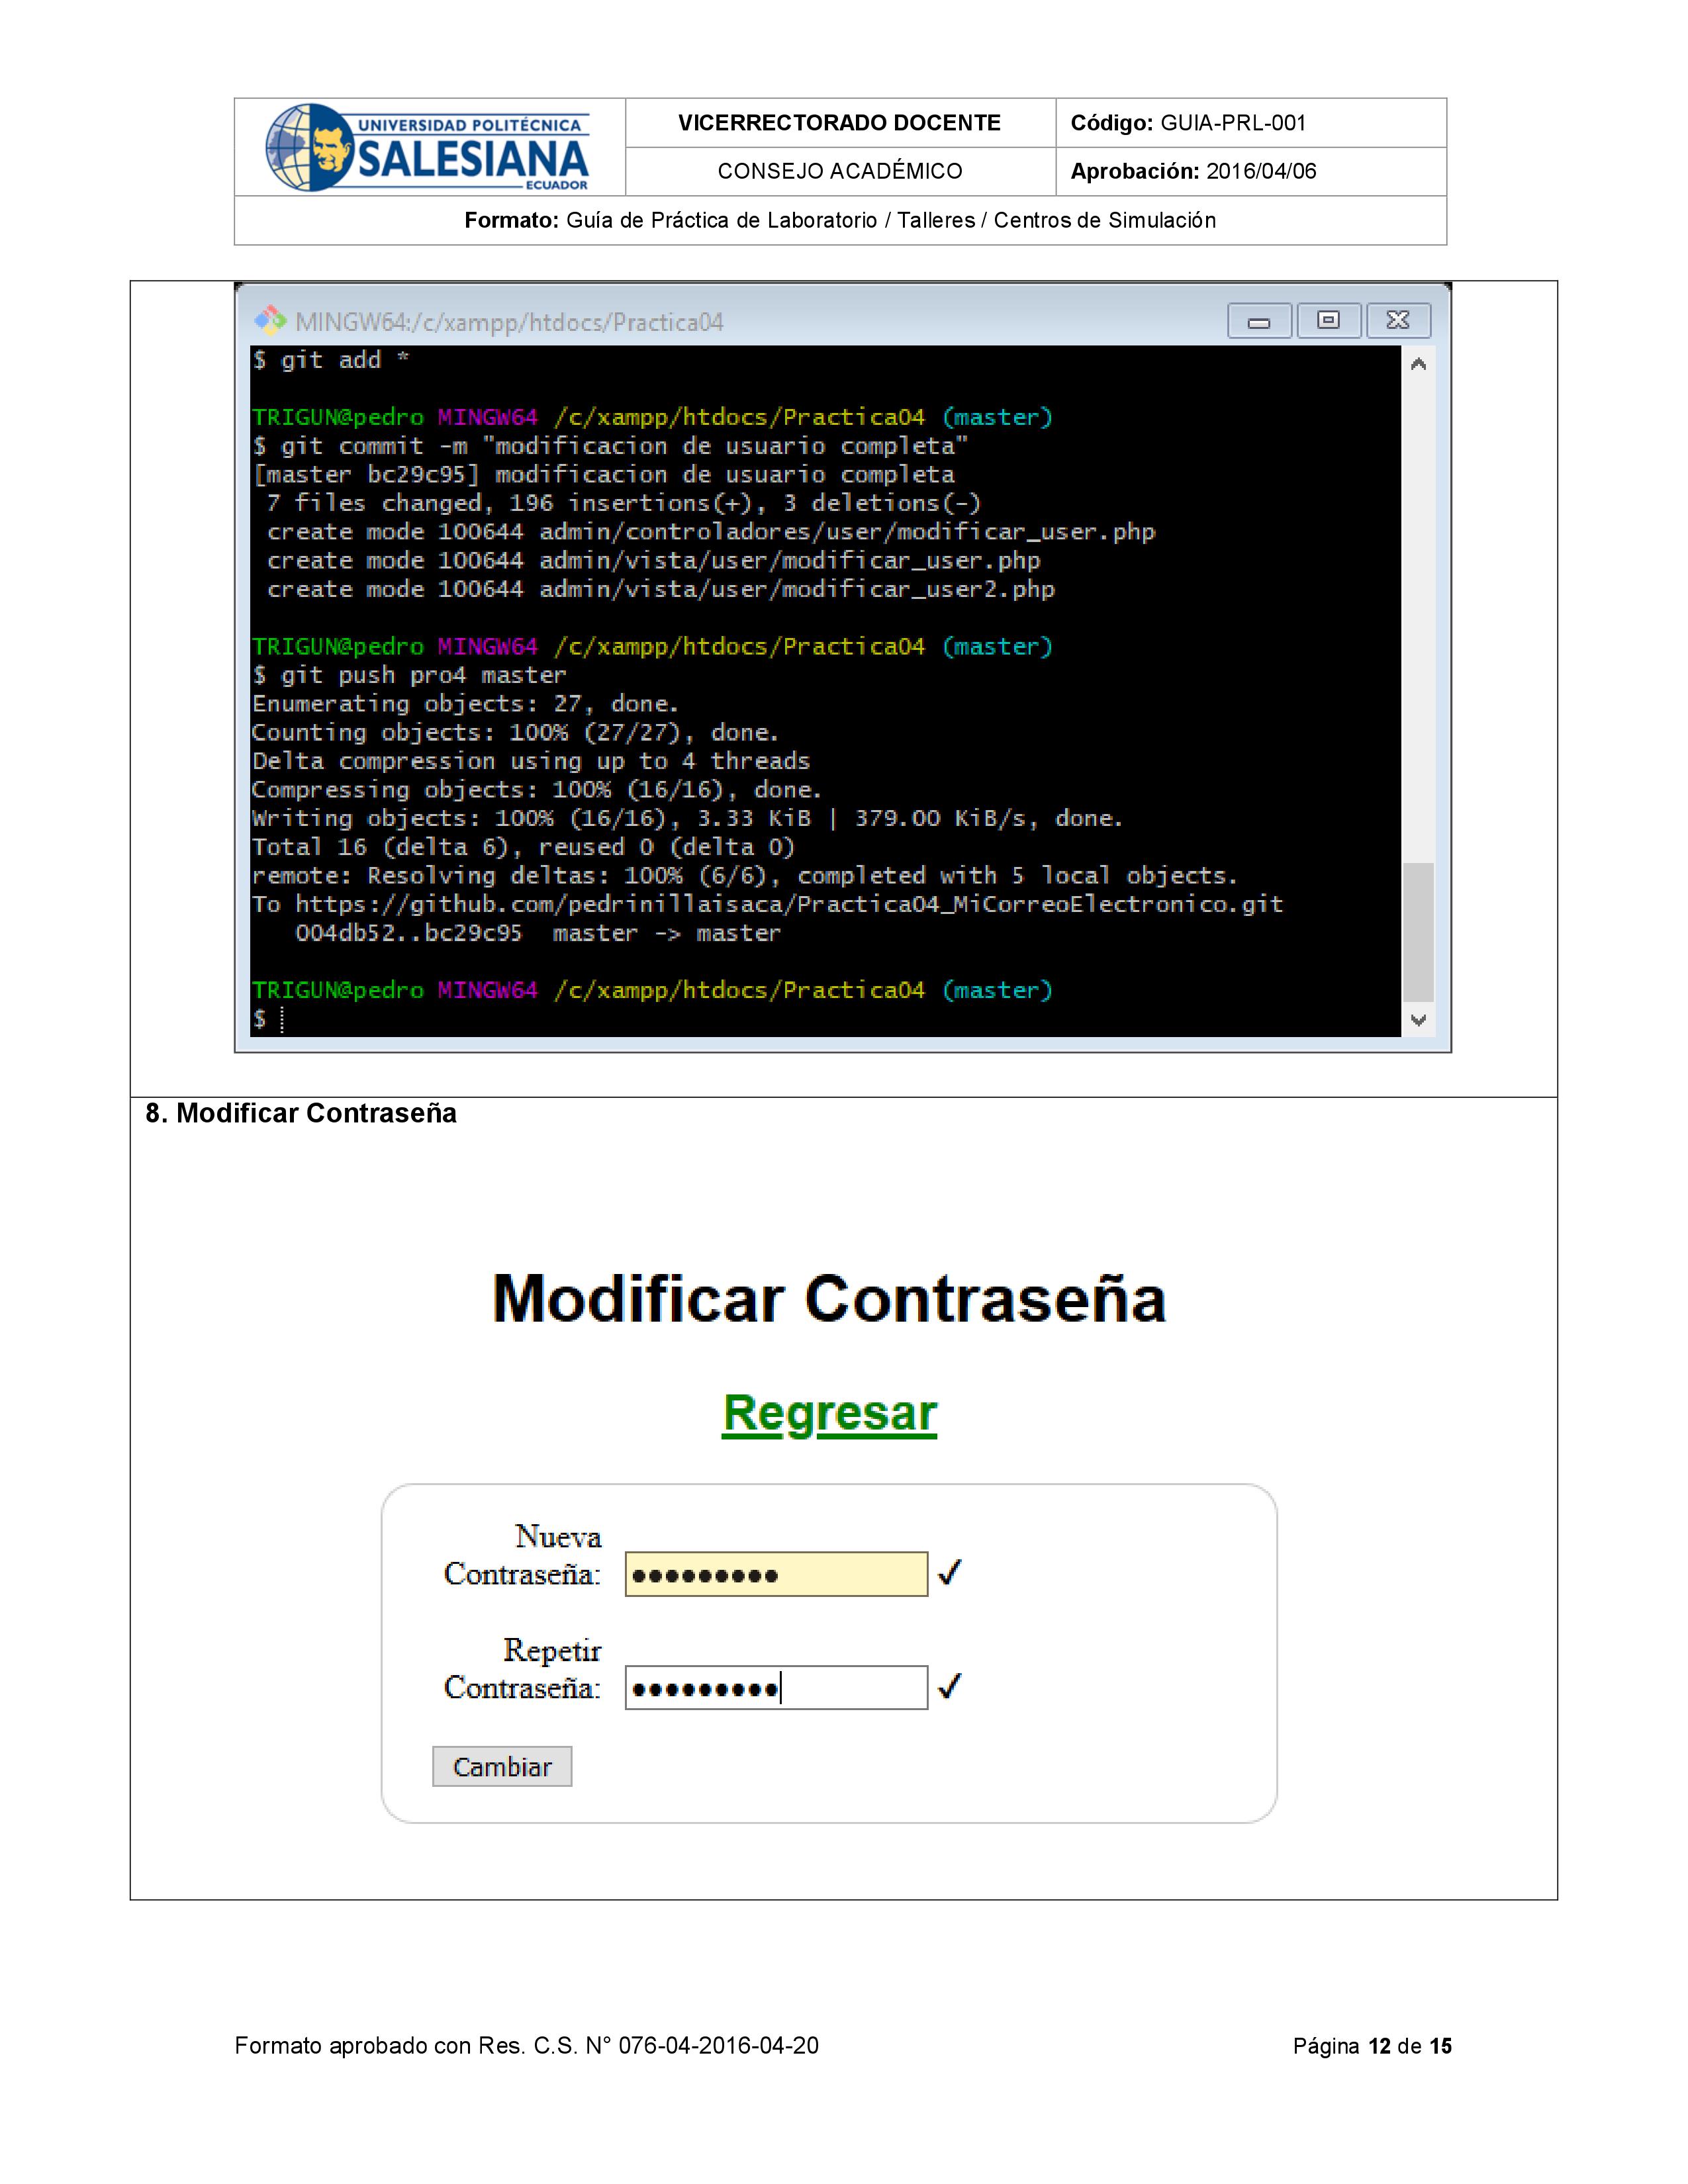 UNIVERSIDAD POLITÉCNICA
SALESIANA
ECUADOR
VICERRECTORADO DOCENTE
Código: GUIA-PRL-001
CONSEJO ACADÉMICO
Aprobación: 2016/04/06
Formato: Guía de Práctica de Laboratorio / Talleres / Centros de Simulación
MINGW64:/c/xampp/htdocs/Practica04
$ git add *
TRIGUN@pedro MINGW64 /c/xampp/htdocs/Practica04 (master)
$ git commit -m "modificacion de usuario completa"
[master bc29c95] modificacion de usuario completa
7 files changed, 196 insertions(+), 3 deletions(-)
create mode 100644 admin/controladores/user/modificar_user.php
create mode 100644 admin/vista/user/modificar_user.php
create mode 100644 admin/vista/user/modificar_user2.php
TRIGUN@pedro MINGW64 /c/xampp/htdocs/Practica04 (master)
$ git push pro4 master
Enumerating objects: 27, done.
Counting objects: 100% (27/27), done.
Delta compression using up to 4 threads
Compressing objects: 100% (16/16), done.
Writing objects: 100% (16/16), 3.33 KiB | 379.00 KiB/s, done.
Total 16 (delta 6), reused 0 (delta 0)
remote: Resolving deltas: 100% (6/6), completed with 5 local objects.
To https://github.com/pedrinillaisaca/Practica04_MiCorreoElectronico.git
004db52..bc29c95  master -> master
TRIGUN@pedro MINGW64 /c/xampp/htdocs/Practica04 (master)
$
8. Modificar Contraseña
Modificar Contraseña
Regresar
Nueva
Contraseña: ●●●●●●●●● ✓
Repetir
Contraseña: ●●●●●●●●● ✓
Cambiar
Formato aprobado con Res. C.S. N° 076-04-2016-04-20
Página 12 de 15